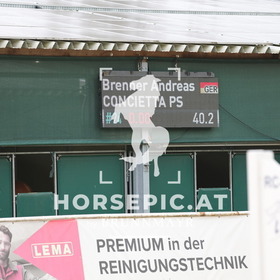 Brenner Andreas
CONCIETTA PS
GER
40.2
HORSEPIC.AT
LEMA
PREMIUM in der
REINIGUNGSTECHNIK